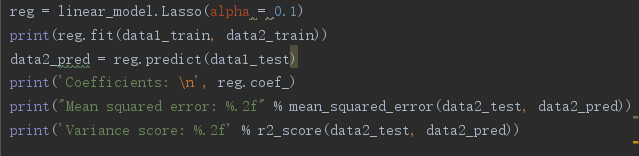 reg = linear_model.Lasso(alpha = 0.1)
print(reg.fit(data1_train, data2_train))
data2_pred = reg.predict(data1_test)
print('Coefficients: \n', reg.coef_)
print("Mean squared error: %.2f" % mean_squared_error(data2_test, data2_pred))
print('Variance score: %.2f' % r2_score(data2_test, data2_pred))